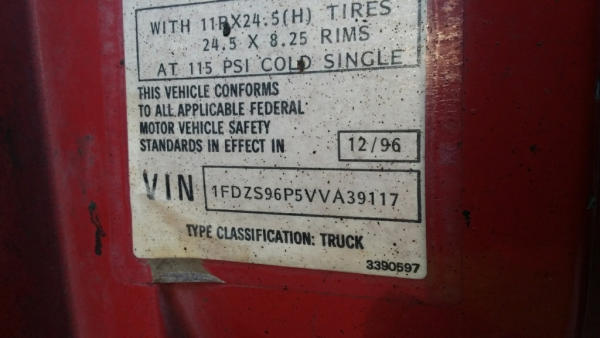 WITH 11RX24.5(H) TIRES
24.5 X 8.25 RIMS
AT 115 PSI COLD SINGLE
THIS VEHICLE CONFORMS
TO ALL APPLICABLE FEDERAL
MOTOR VEHICLE SAFETY
STANDARDS IN EFFECT IN 12/96
VIN 1FDZS96P5VVA39117
TYPE CLASSIFICATION: TRUCK
3390597